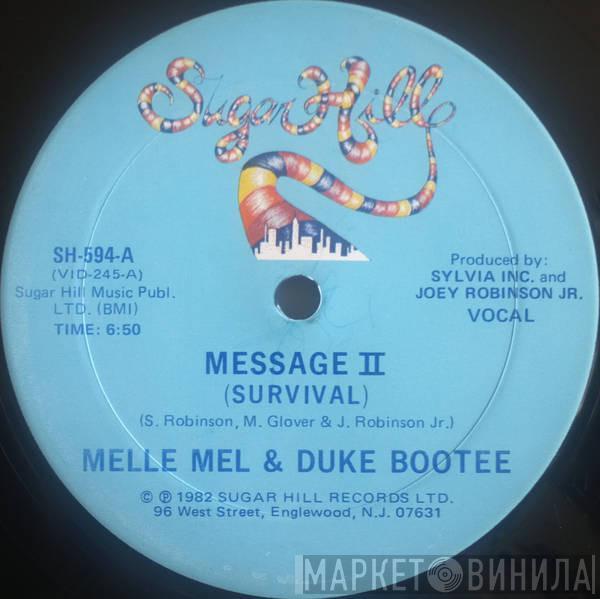 Sugar Hill
SH-594-A
(VID-245-A)
Sugar Hill Music Publ.
LTD. (BMI)
TIME: 6:50
Produced by:
SYLVIA INC. and
JOEY ROBINSON JR.
VOCAL
MESSAGE II
(SURVIVAL)
(S. Robinson, M. Glover & J. Robinson Jr.)
MELLE MEL & DUKE BOOTEE
© ℗ 1982 SUGAR HILL RECORDS LTD.
96 West Street, Englewood, N.J. 07631
МАРКЕТ ВИНИЛА